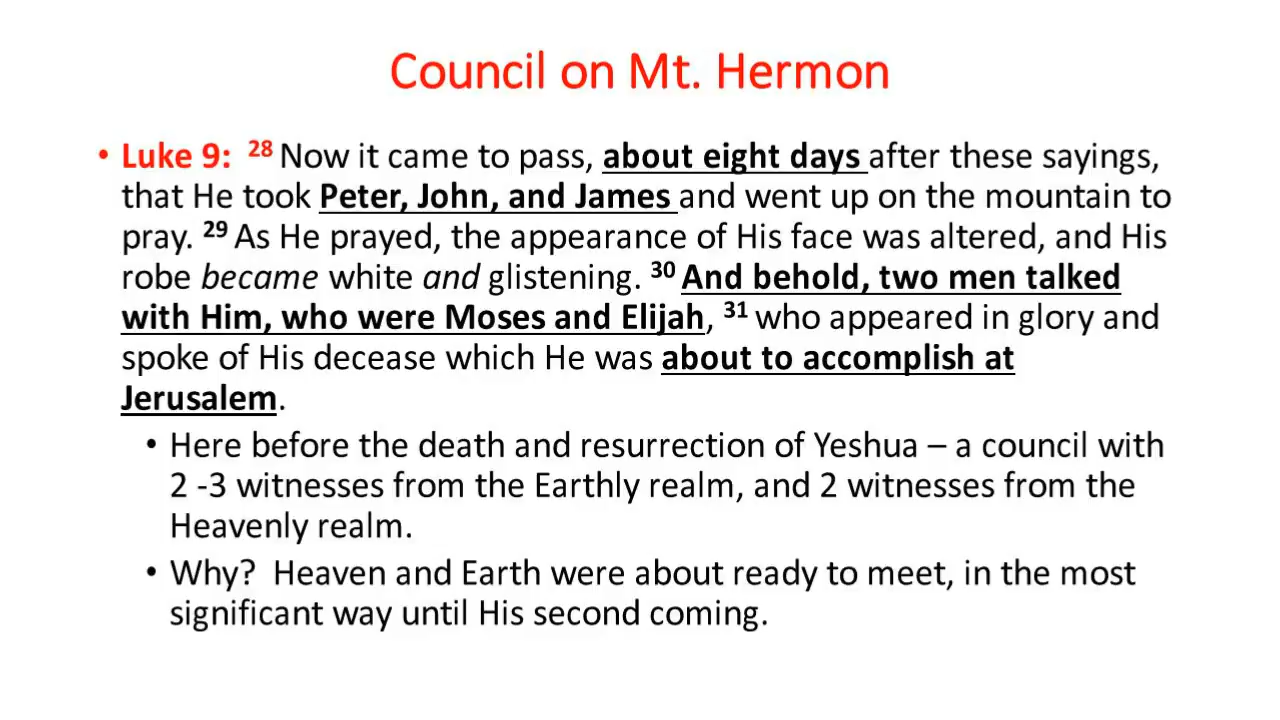 Council on Mt. Hermon
• Luke 9: 28 Now it came to pass, about eight days after these sayings,
that He took Peter, John, and James and went up on the mountain to
pray. 29 As He prayed, the appearance of His face was altered, and His
robe became white and glistening. 30 And behold, two men talked
with Him, who were Moses and Elijah, 31 who appeared in glory and
spoke of His decease which He was about to accomplish at
Jerusalem.
• Here before the death and resurrection of Yeshua – a council with
2 -3 witnesses from the Earthly realm, and 2 witnesses from the
Heavenly realm.
• Why? Heaven and Earth were about ready to meet, in the most
significant way until His second coming.